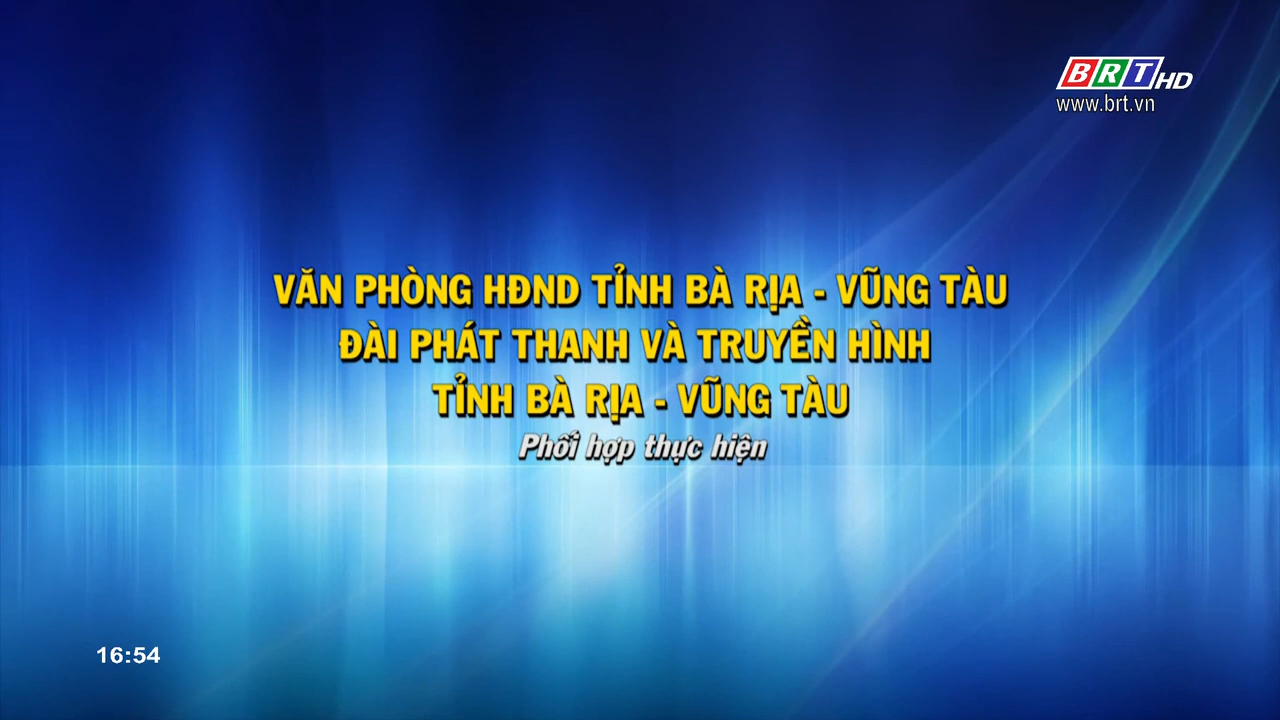 BRT HD
www.brt.vn
VĂN PHÒNG HĐND TỈNH BÀ RỊA - VŨNG TÀU
ĐÀI PHÁT THANH VÀ TRUYỀN HÌNH
TỈNH BÀ RỊA - VŨNG TÀU
Phối hợp thực hiện
16:54